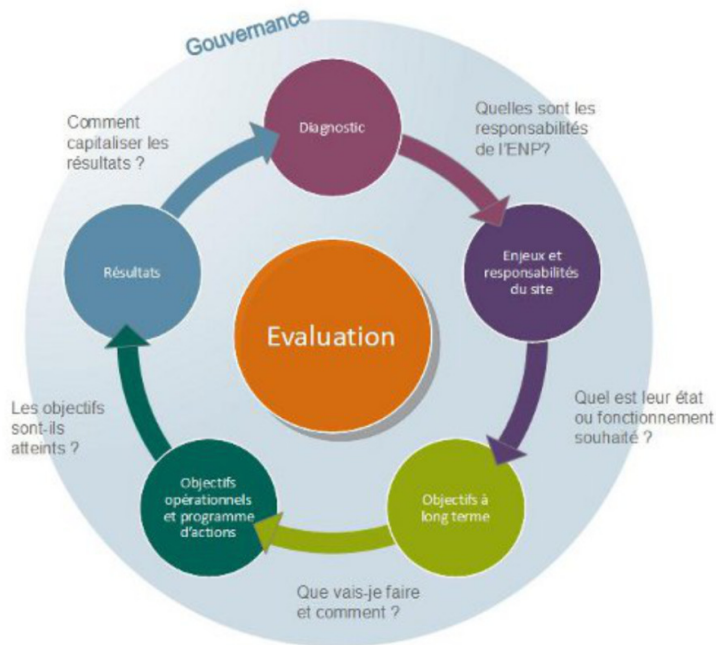 Gouvernance
Diagnostic
Quelles sont les
responsabilités
de l'ENP?
Enjeux et
responsabilités
du site
Quel est leur état
ou fonctionnement
souhaité ?
Objectifs à
long terme
Que vais-je faire
et comment ?
Objectifs
opérationnels
et programme
d'actions
Les objectifs
sont-ils
atteints ?
Résultats
Comment
capitaliser les
résultats ?
Evaluation